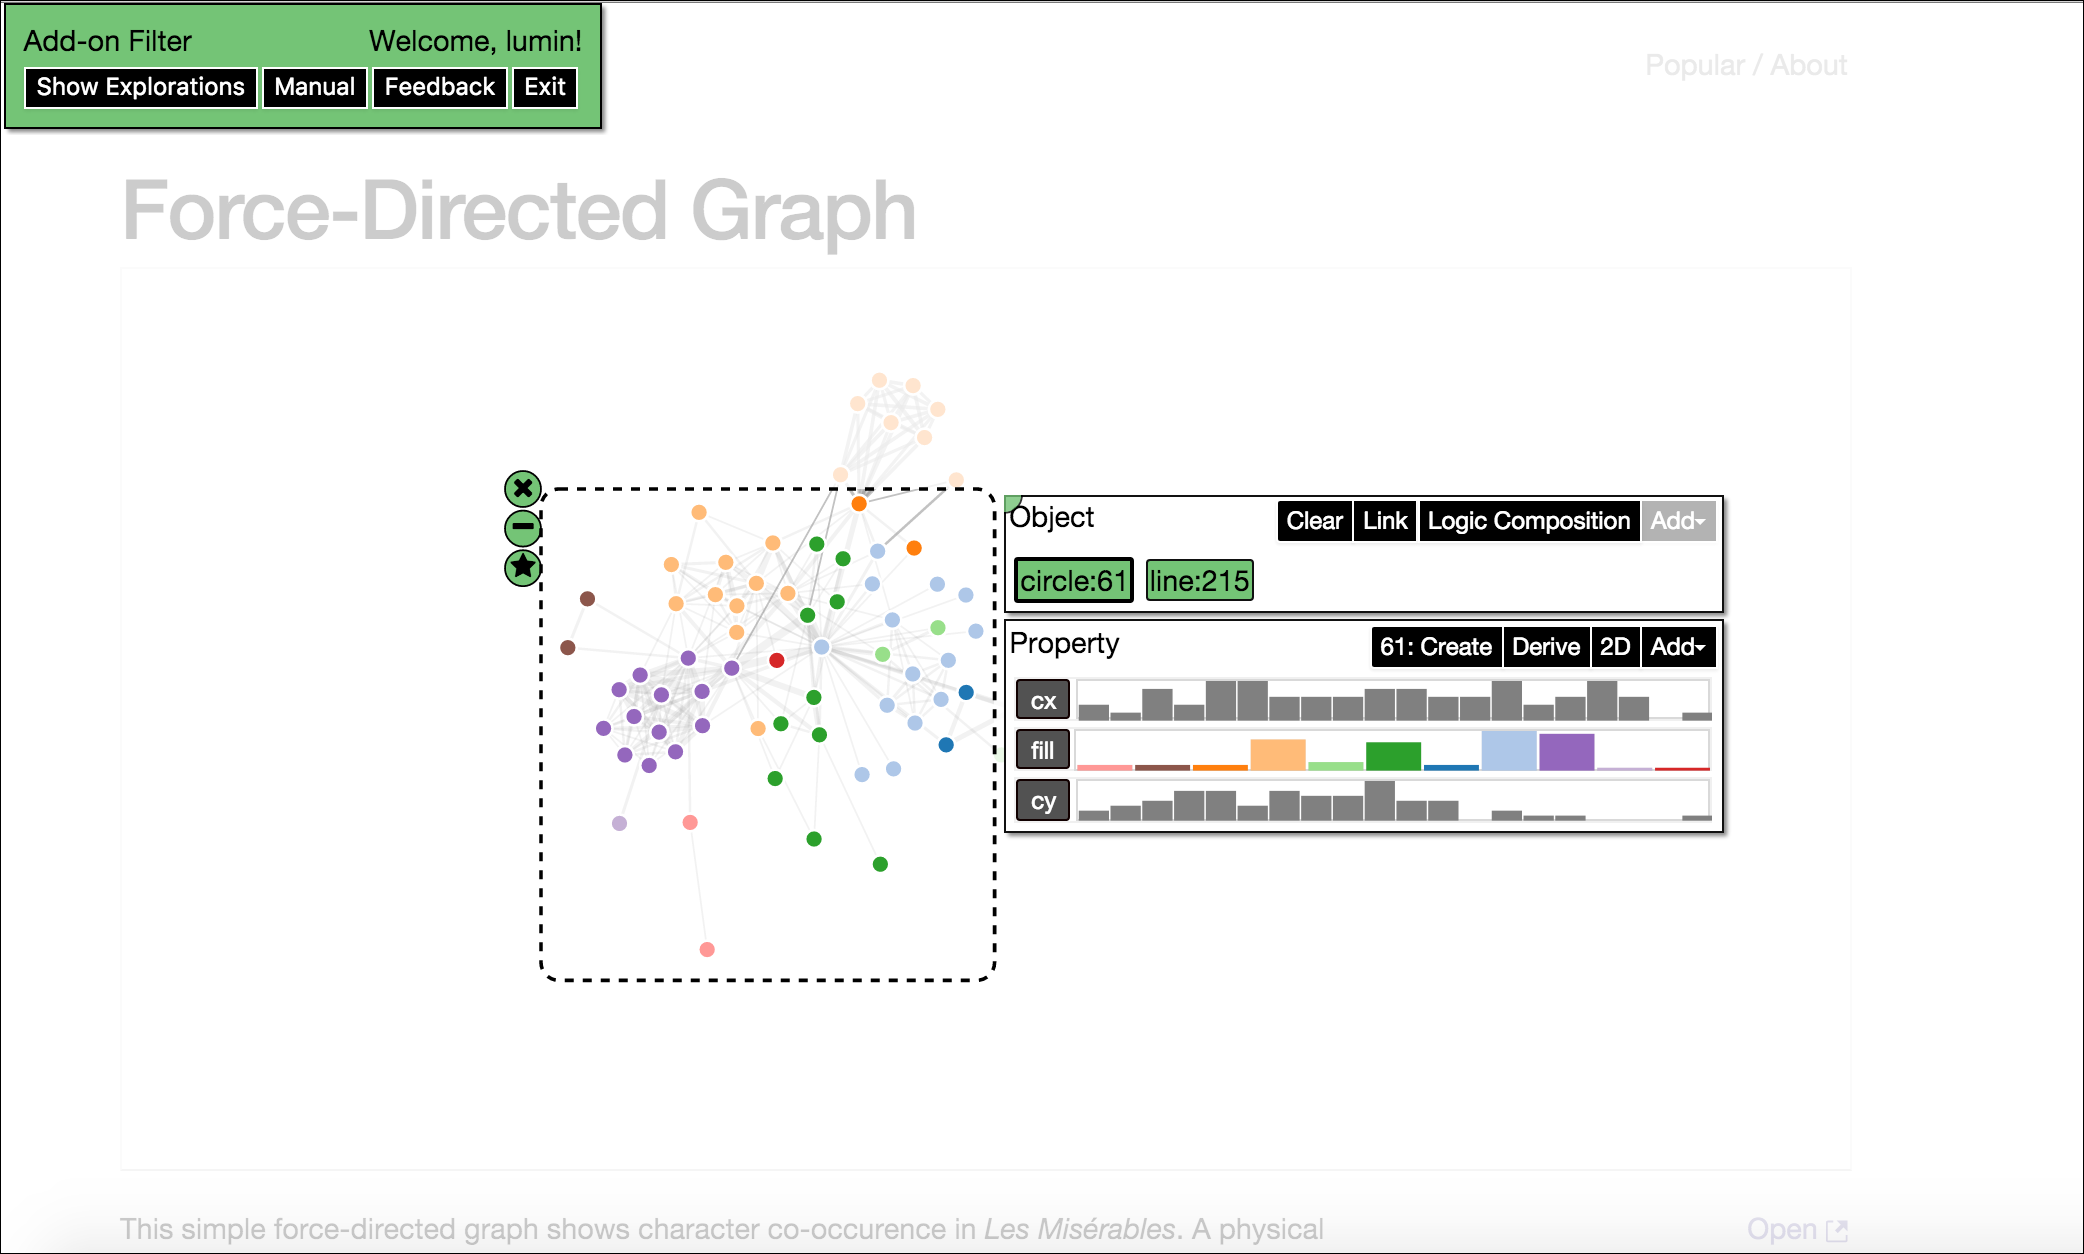 Add-on Filter Welcome, lumin!
Show Explorations Manual Feedback Exit
Popular / About
Force-Directed Graph
Object Clear Link Logic Composition Add
circle:61 line:215
Property 61: Create Derive 2D Add
cx
fill
cy
This simple force-directed graph shows character co-occurence in Les Misérables. A physical
Open